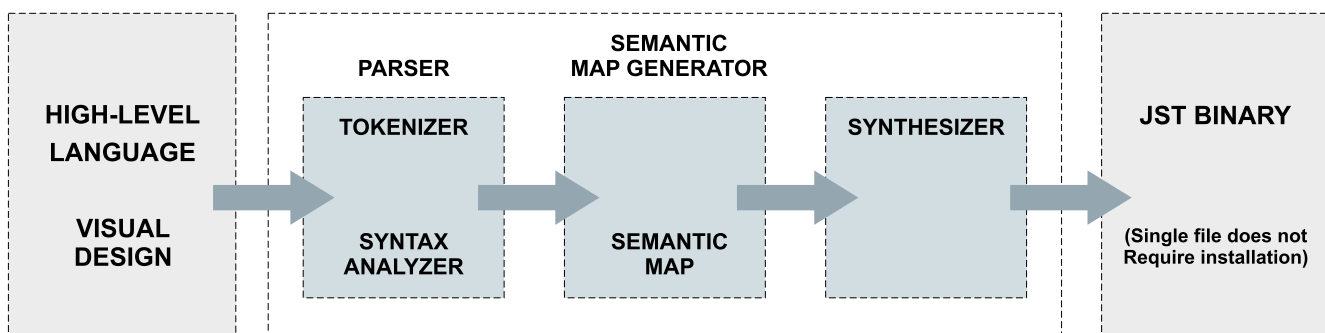 HIGH-LEVEL
LANGUAGE
VISUAL
DESIGN
PARSER
TOKENIZER
SYNTAX
ANALYZER
SEMANTIC
MAP GENERATOR
SEMANTIC
MAP
SYNTHESIZER
JST BINARY
(Single file does not
Require installation)